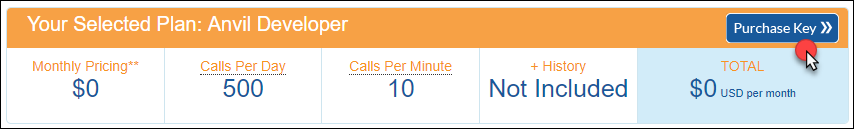 Your Selected Plan: Anvil Developer
Purchase Key »
Monthly Pricing**
$0
Calls Per Day
500
Calls Per Minute
10
+ History
Not Included
TOTAL
$0 USD per month